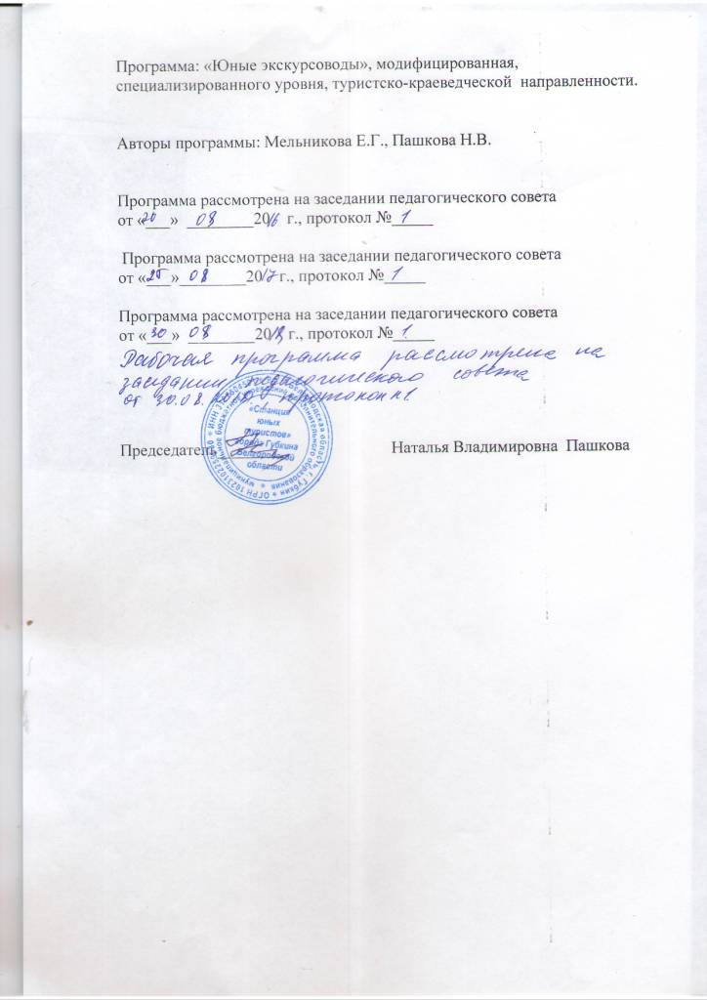 Программа: «Юные экскурсоводы», модифицированная,
специализированного уровня, туристско-краеведческой направленности.
Авторы программы: Мельникова Е.Г., Пашкова Н.В.
Программа рассмотрена на заседании педагогического совета
от «__» 08 2016 г., протокол № 1
Программа рассмотрена на заседании педагогического совета
от «25» 08 2017 г., протокол № 1
Программа рассмотрена на заседании педагогического совета
от «30» 08 2018 г., протокол № 1
Рабочая программа рассмотрена на
заседании педагогического совета
от 30.08. протокол №1.
«Станция
юных
туристов»
города Губкина
Белгородской
области
Председатель Наталья Владимировна Пашкова